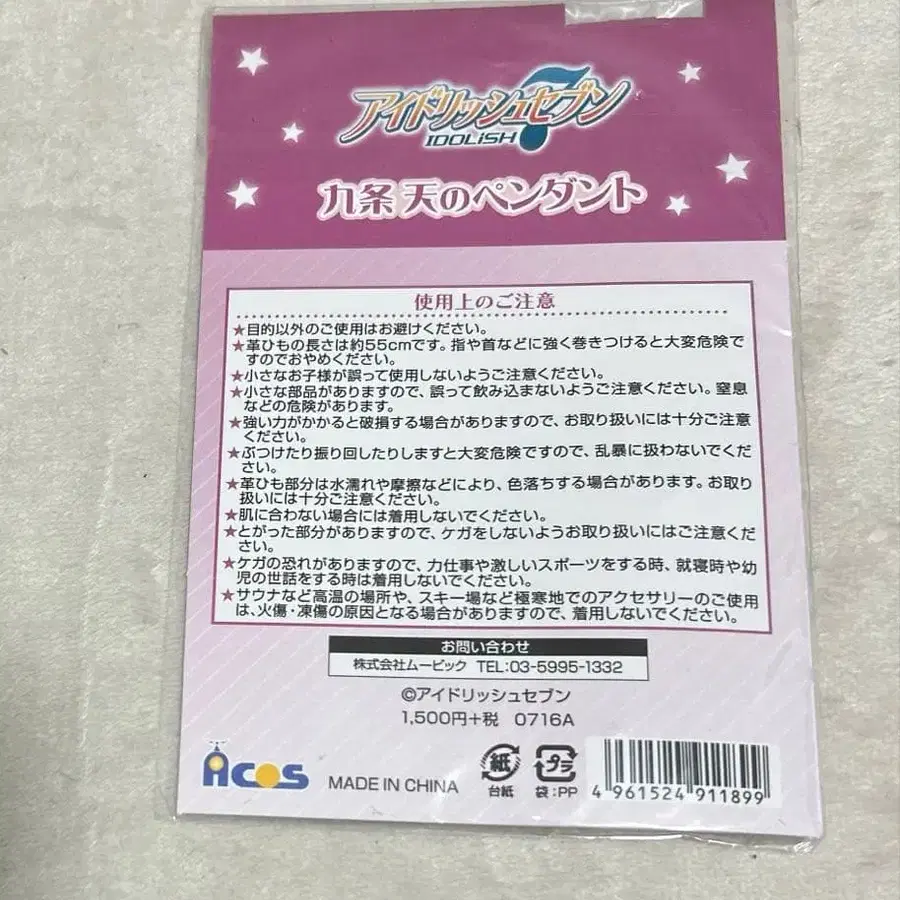 アイドリッシュセブン
IDOLiSH7
九条 天のペンダント
使用上のご注意
★目的以外のご使用はお避けください。
★革ひもの長さは約55cmです。指や首などに強く巻きつけると大変危険で
すのでおやめください。
★小さなお子様が誤って使用しないようご注意ください。
★小さな部品がありますので、誤って飲み込まないようご注意ください。窒息
などの危険があります。
★強い力がかかると破損する場合がありますので、お取り扱いには十分ご注意
ください。
★ぶつけたり振り回したりしますと大変危険ですので、乱暴に扱わないでくだ
さい。
★革ひも部分は水濡れや摩擦などにより、色落ちする場合があります。お取り
扱いには十分ご注意ください。
★肌に合わない場合には着用しないでください。
★とがった部分がありますので、ケガをしないようお取り扱いにはご注意くだ
さい。
★ケガの恐れがありますので、力仕事や激しいスポーツをする時、就寝時や幼
児の世話をする時は着用しないでください。
★サウナなど高温の場所や、スキー場など極寒地でのアクセサリーのご使用
は、火傷・凍傷の原因となる場合がありますので、着用しないでください。
お問い合わせ
株式会社ムービック TEL:03-5995-1332
©アイドリッシュセブン
1,500円+税 0716A
ACOS
MADE IN CHINA
紙
台紙
プラ
袋:PP
4 961524 911899